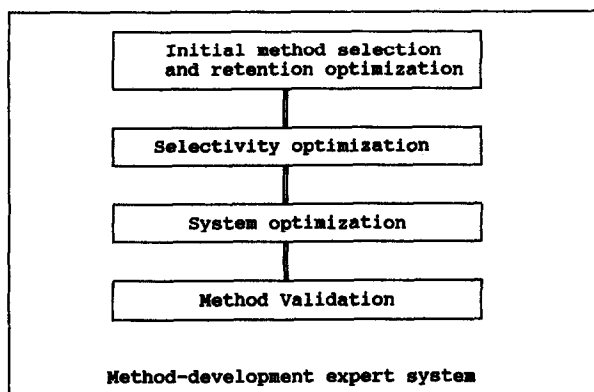 Initial method selection
and retention optimization
Selectivity optimization
System optimization
Method Validation
Method-development expert system